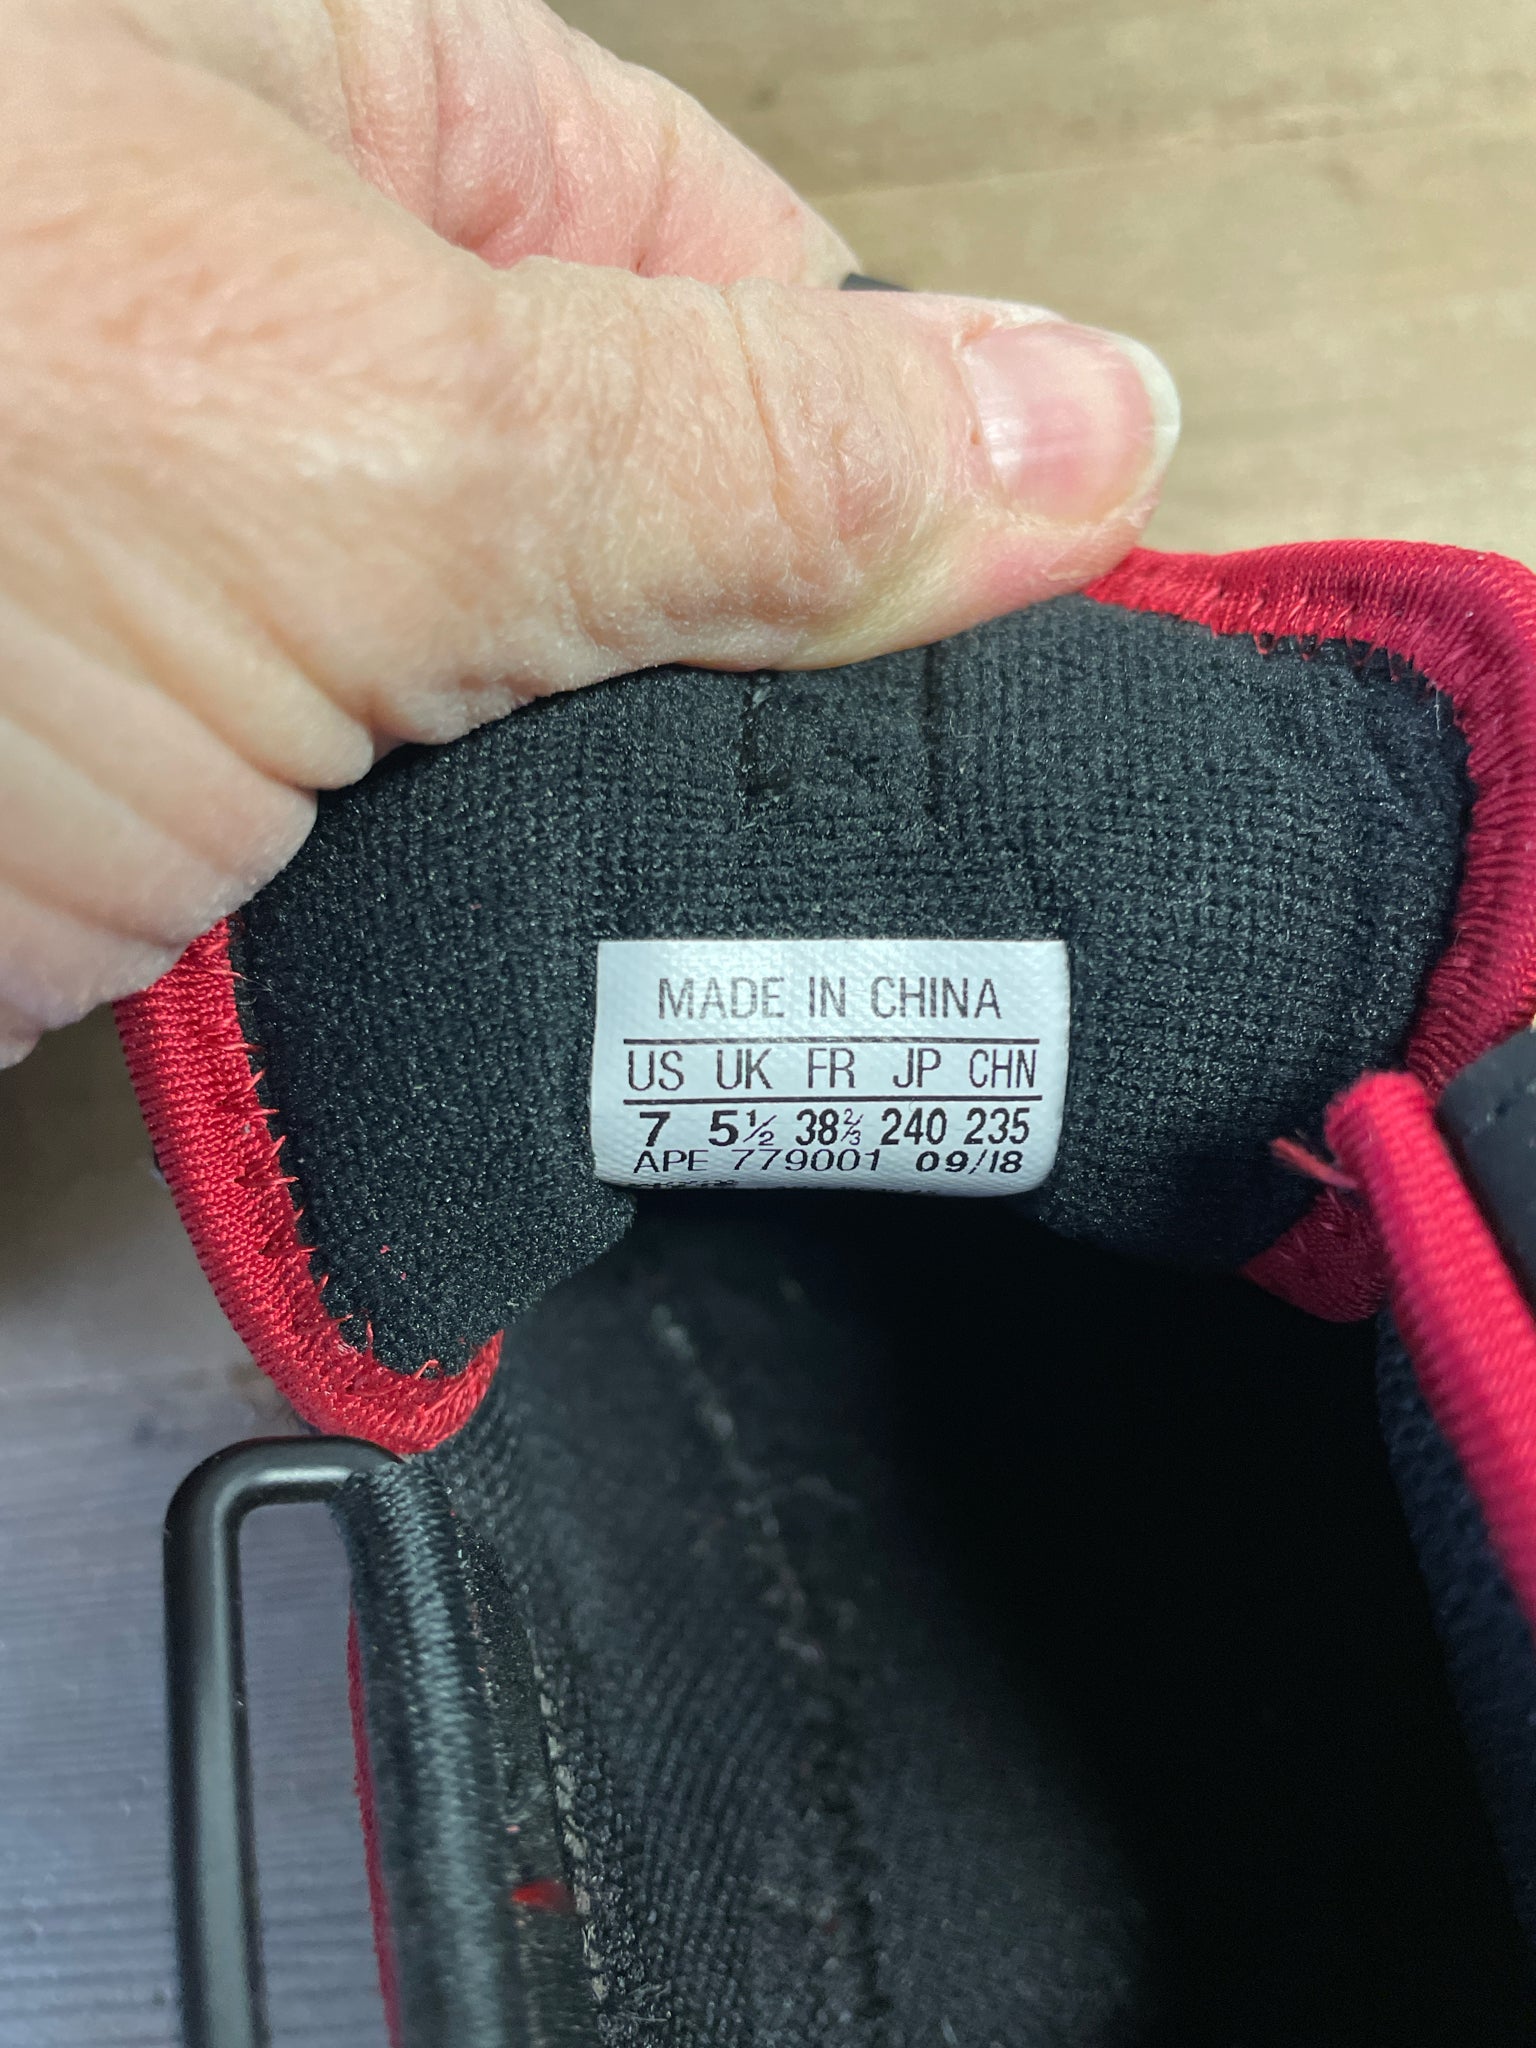 MADE IN CHINA
US UK FR JP CHN
7 5½ 38⅔ 240 235
APE 779001 09/18